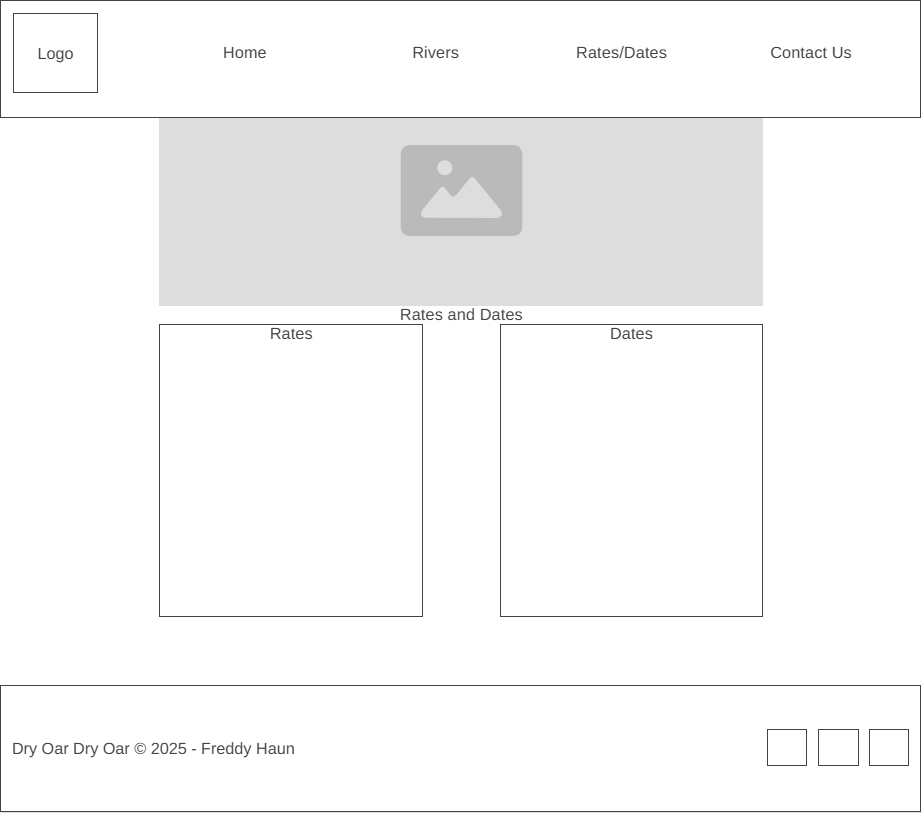 Logo
Home
Rivers
Rates/Dates
Contact Us
Rates and Dates
Rates
Dates
Dry Oar Dry Oar © 2025 - Freddy Haun